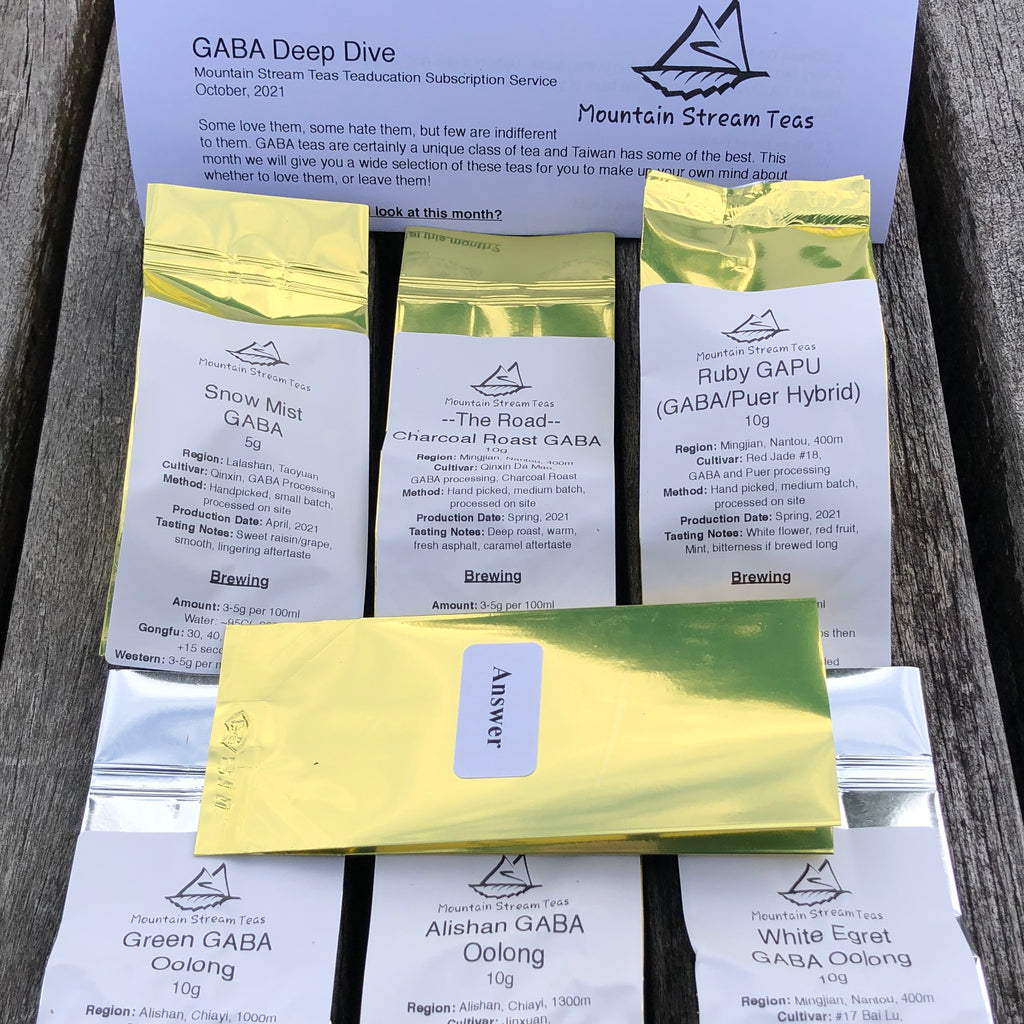 GABA Deep Dive
Mountain Stream Teas Teaducation Subscription Service
October, 2021
Mountain Stream Teas
Some love them, some hate them, but few are indifferent
to them. GABA teas are certainly a unique class of tea and Taiwan has some of the best. This
month we will give you a wide selection of these teas for you to make up your own mind about
whether to love them, or leave them!
look at this month?
Mountain Stream Teas
Snow Mist
GABA
5g
Region: Lalashan, Taoyuan
Cultivar: Qinxin, GABA Processing
Method: Handpicked, small batch,
processed on site
Production Date: April, 2021
Tasting Notes: Sweet raisin/grape,
smooth, lingering aftertaste
Brewing
Amount: 3-5g per 100ml
Water: ~95C/
Gongfu: 30, 40,
+15 sec
Western: 3-5g per
Mountain Stream Teas
--The Road--
Charcoal Roast GABA
10g
Region: Mingjian, Nantou, 400m
Cultivar: Qinxin Da Mao,
GABA processing, Charcoal Roast
Method: Hand picked, medium batch,
processed on site
Production Date: Spring, 2021
Tasting Notes: Deep roast, warm,
fresh asphalt, caramel aftertaste
Brewing
Amount: 3-5g per 100ml
Mountain Stream Teas
Ruby GAPU
(GABA/Puer Hybrid)
10g
Region: Mingjian, Nantou, 400m
Cultivar: Red Jade #18,
GABA and Puer processing
Method: Hand picked, medium batch,
processed on site
Production Date: Spring, 2021
Tasting Notes: White flower, red fruit,
Mint, bitterness if brewed long
Brewing
then
Answer
Mountain Stream Teas
Green GABA
Oolong
10g
Region: Alishan, Chiayi, 1000m
Mountain Stream Teas
Alishan GABA
Oolong
10g
Region: Alishan, Chiayi, 1300m
Cultivar: Jinxuan,
Mountain Stream Teas
White Egret
GABA Oolong
10g
Region: Mingjian, Nantou, 400m
Cultivar: #17 Bai Lu,